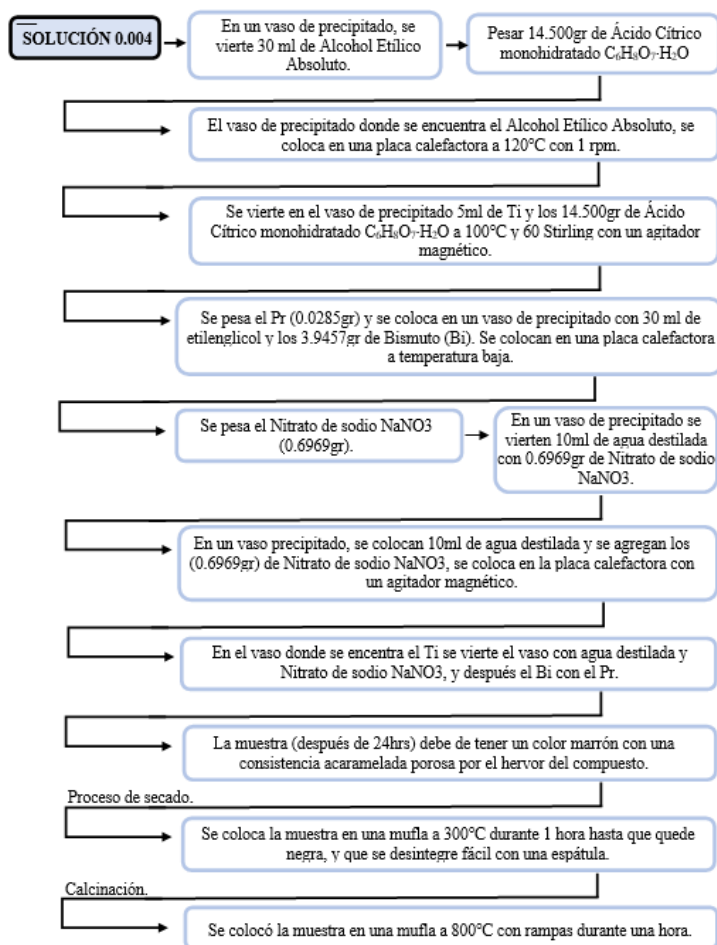 SOLUCIÓN 0.004
En un vaso de precipitado, se
vierte 30 ml de Alcohol Etílico
Absoluto.
Pesar 14.500gr de Ácido Cítrico
monohidratado C₆H₈O₇·H₂O
El vaso de precipitado donde se encuentra el Alcohol Etílico Absoluto, se
coloca en una placa calefactora a 120°C con 1 rpm.
Se vierte en el vaso de precipitado 5ml de Ti y los 14.500gr de Ácido
Cítrico monohidratado C₆H₈O₇·H₂O a 100°C y 60 Stirling con un agitador
magnético.
Se pesa el Pr (0.0285gr) y se coloca en un vaso de precipitado con 30 ml de
etilenglicol y los 3.9457gr de Bismuto (Bi). Se colocan en una placa calefactora
a temperatura baja.
Se pesa el Nitrato de sodio NaNO3
(0.6969gr).
En un vaso de precipitado se
vierten 10ml de agua destilada
con 0.6969gr de Nitrato de sodio
NaNO3.
En un vaso precipitado, se colocan 10ml de agua destilada y se agregan los
(0.6969gr) de Nitrato de sodio NaNO3, se coloca en la placa calefactora con
un agitador magnético.
En el vaso donde se encentra el Ti se vierte el vaso con agua destilada y
Nitrato de sodio NaNO3, y después el Bi con el Pr.
La muestra (después de 24hrs) debe de tener un color marrón con una
consistencia acaramelada porosa por el hervor del compuesto.
Proceso de secado.
Se coloca la muestra en una mufla a 300°C durante 1 hora hasta que quede
negra, y que se desintegre fácil con una espátula.
Calcinación.
Se colocó la muestra en una mufla a 800°C con rampas durante una hora.